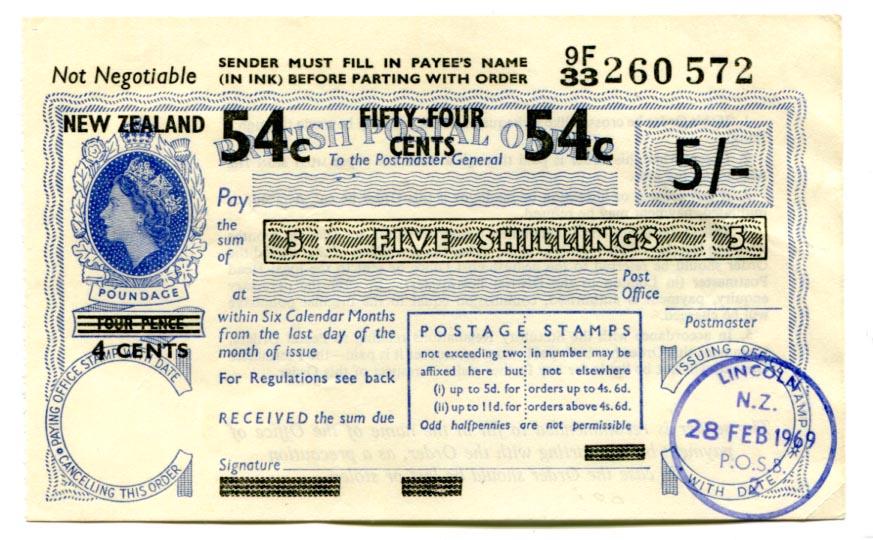 Not Negotiable
SENDER MUST FILL IN PAYEE'S NAME
(IN INK) BEFORE PARTING WITH ORDER
9F
33 260 572
NEW ZEALAND
54c
FIFTY-FOUR
CENTS
54c
BRITISH POSTAL ORDER
To the Postmaster General
5/-
Pay
the
sum
of
5 FIVE SHILLINGS 5
at
Post
Office
POUNDAGE
FOUR PENCE
4 CENTS
within Six Calendar Months
from the last day of the
month of issue
For Regulations see back
RECEIVED the sum due
Signature
POSTAGE STAMPS
not exceeding two in number may be
affixed here but not elsewhere
(i) up to 5d. for orders up to 4s. 6d.
(ii) up to 11d. for orders above 4s. 6d.
Odd halfpennies are not permissible
Postmaster
PAYING OFFICE STAMP WITH DATE
CANCELLING THIS ORDER
ISSUING OFFICE STAMP
WITH DATE
LINCOLN
N.Z.
28 FEB 1969
P.O.S.B.